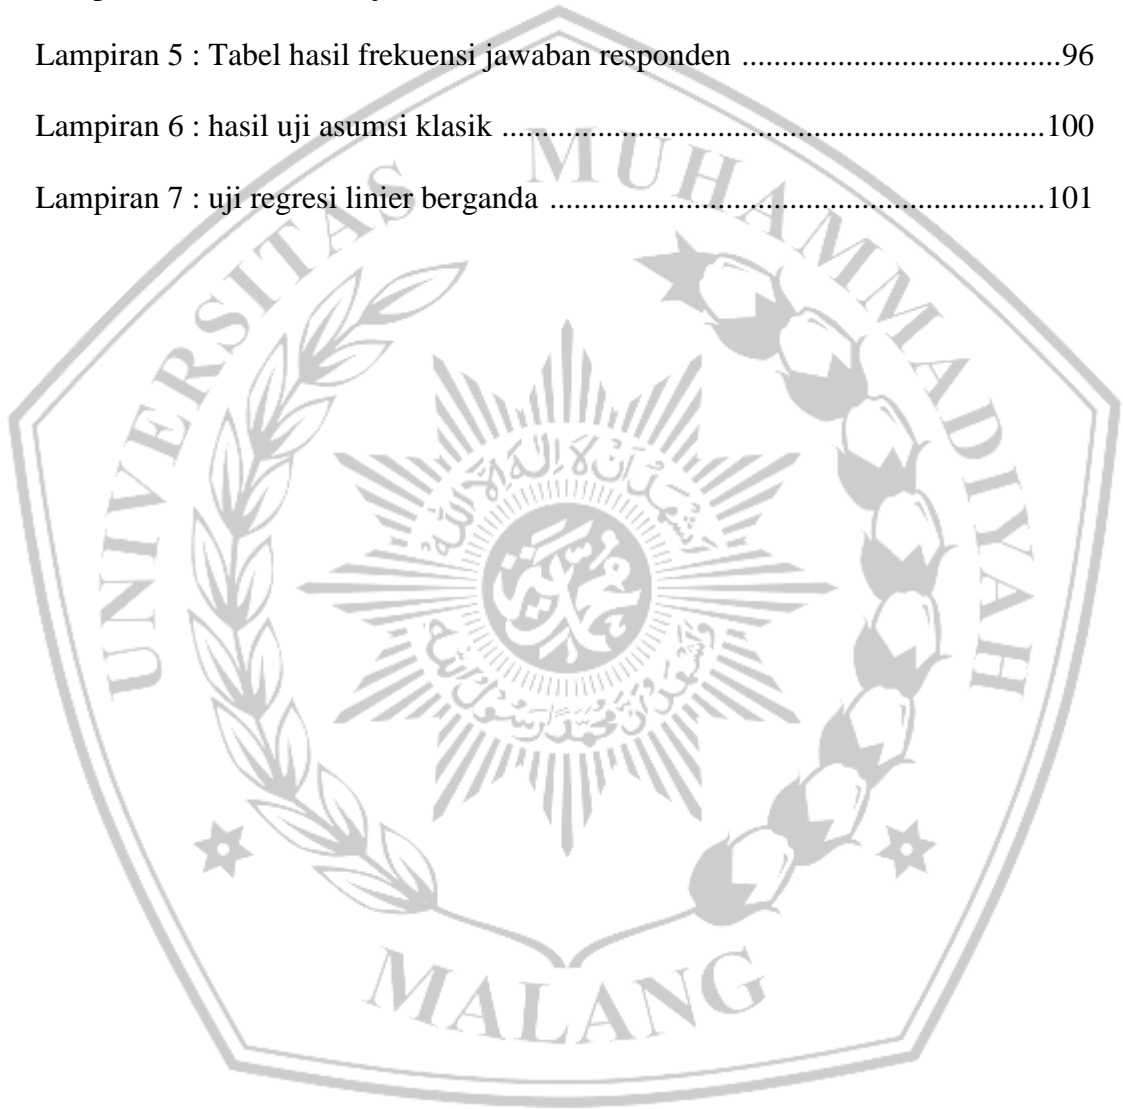 Lampiran 5 : Tabel hasil frekuensi jawaban responden .......................................96
Lampiran 6 : hasil uji asumsi klasik ...................................................................100
Lampiran 7 : uji regresi linier berganda .............................................................101
UNIVERSITAS MUHAMMADIYAH
MALANG